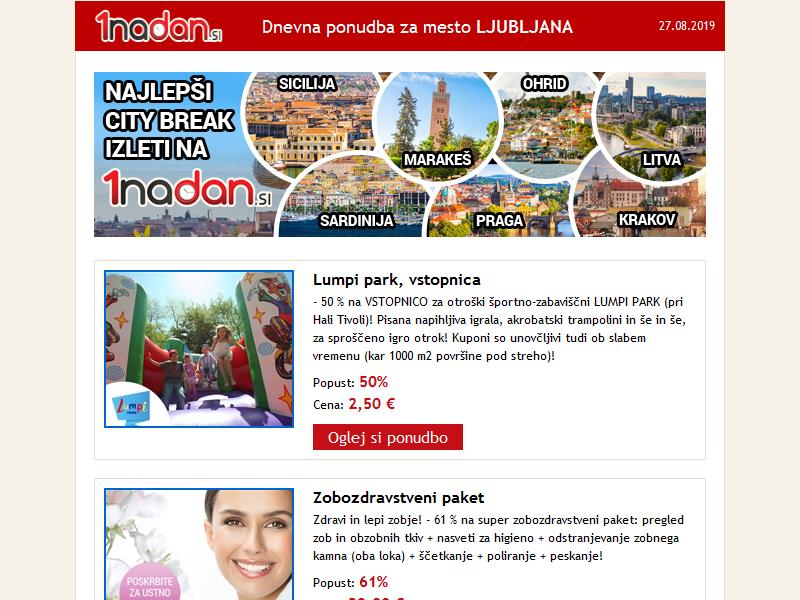 1nadan.si
Dnevna ponudba za mesto LJUBLJANA
27.08.2019
NAJLEPŠI
CITY BREAK
IZLETI NA
1nadan.si
SICILIJA
MARAKEŠ
OHRID
LITVA
SARDINIJA
PRAGA
KRAKOV
Lumpi park, vstopnica
- 50 % na VSTOPNICO za otroški športno-zabaviščni LUMPI PARK (pri
Hali Tivoli)! Pisana napihljiva igrala, akrobatski trampolini in še in še,
za sproščeno igro otrok! Kuponi so unovčljivi tudi ob slabem
vremenu (kar 1000 m2 površine pod streho)!
Popust: 50%
Cena: 2,50 €
Oglej si ponudbo
Lumpi
PARK
Zobozdravstveni paket
Zdravi in lepi zobje! - 61 % na super zobozdravstveni paket: pregled
zob in obzobnih tkiv + nasveti za higieno + odstranjevanje zobnega
kamna (oba loka) + ščetkanje + poliranje + peskanje!
Popust: 61%
POSKRBITE
ZA USTNO